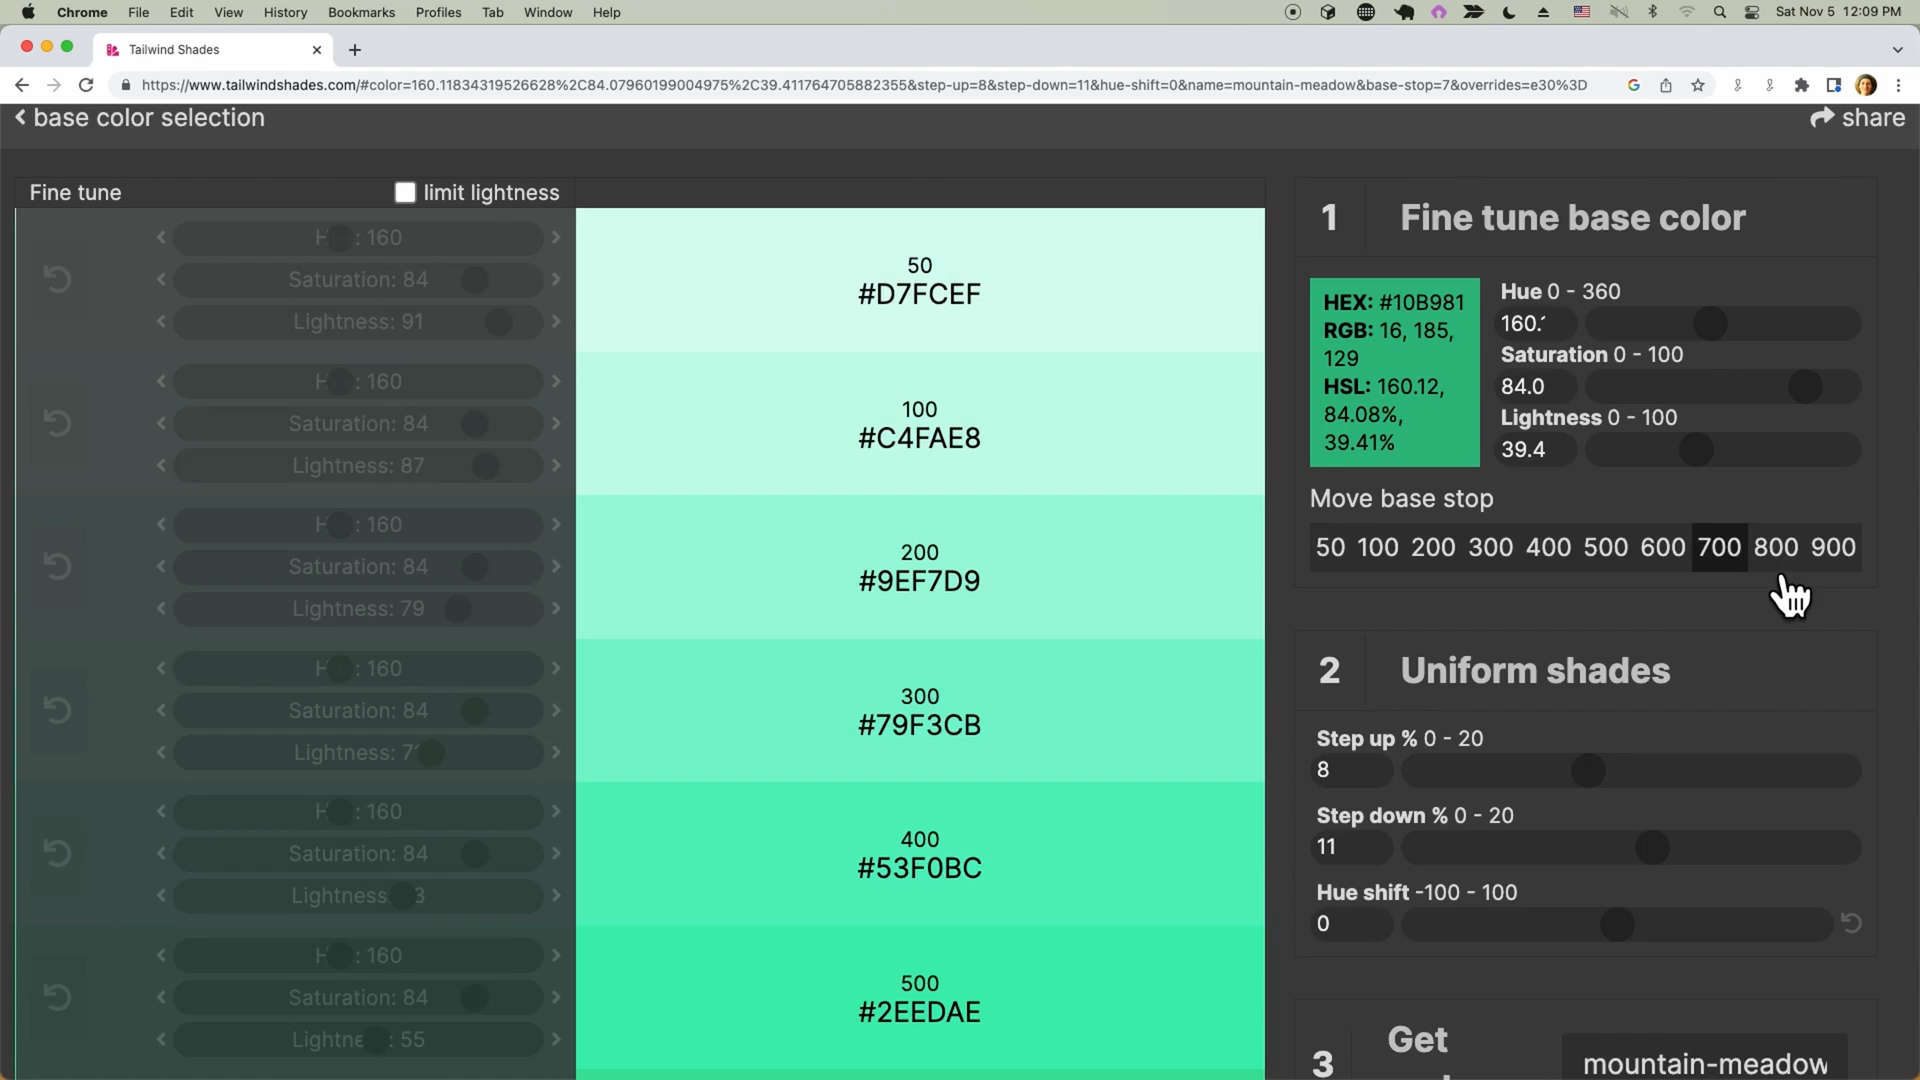 Chrome File Edit View History Bookmarks Profiles Tab Window Help
Sat Nov 5 12:09 PM
Tailwind Shades
https://www.tailwindshades.com/#color=160.11834319526628%2C84.07960199004975%2C39.411764705882355&step-up=8&step-down=11&hue-shift=0&name=mountain-meadow&base-stop=7&overrides=e30%3D
base color selection
share
Fine tune
limit lightness
: 160
Saturation: 84
Lightness: 91
: 160
Saturation: 84
Lightness: 87
: 160
Saturation: 84
Lightness: 79
: 160
Saturation: 84
Lightness: 7
: 160
Saturation: 84
Lightness 3
: 160
Saturation: 84
Lightne : 55
50
#D7FCEF
100
#C4FAE8
200
#9EF7D9
300
#79F3CB
400
#53F0BC
500
#2EEDAE
1 Fine tune base color
HEX: #10B981
RGB: 16, 185,
129
HSL: 160.12,
84.08%,
39.41%
Hue 0 - 360
160.
Saturation 0 - 100
84.0
Lightness 0 - 100
39.4
Move base stop
50 100 200 300 400 500 600 700 800 900
2 Uniform shades
Step up % 0 - 20
8
Step down % 0 - 20
11
Hue shift -100 - 100
0
3 Get
mountain-meadow